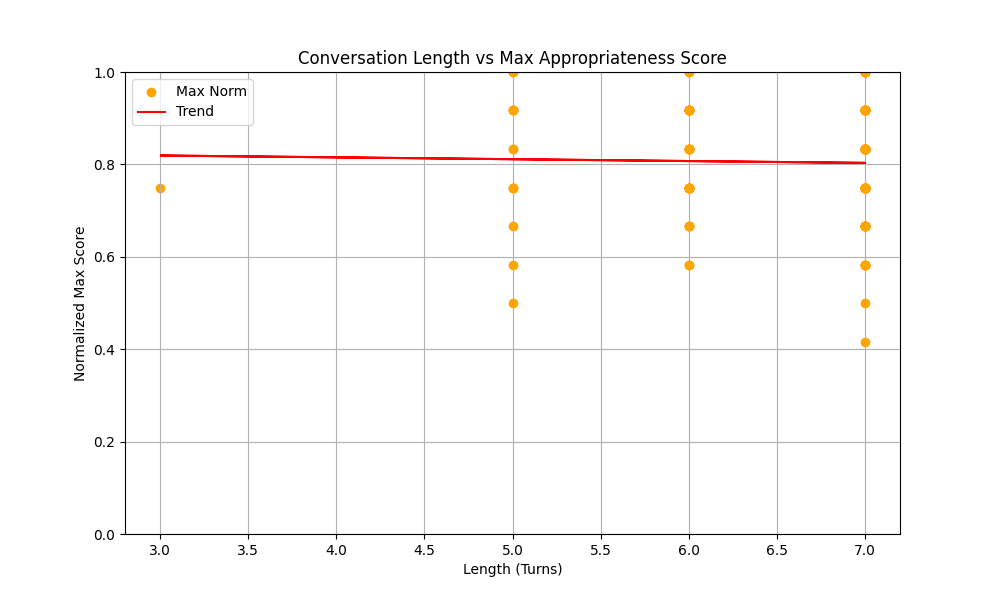 Conversation Length vs Max Appropriateness Score
Max Norm
Trend
Normalized Max Score
1.0
0.8
0.6
0.4
0.2
0.0
3.0 3.5 4.0 4.5 5.0 5.5 6.0 6.5 7.0
Length (Turns)